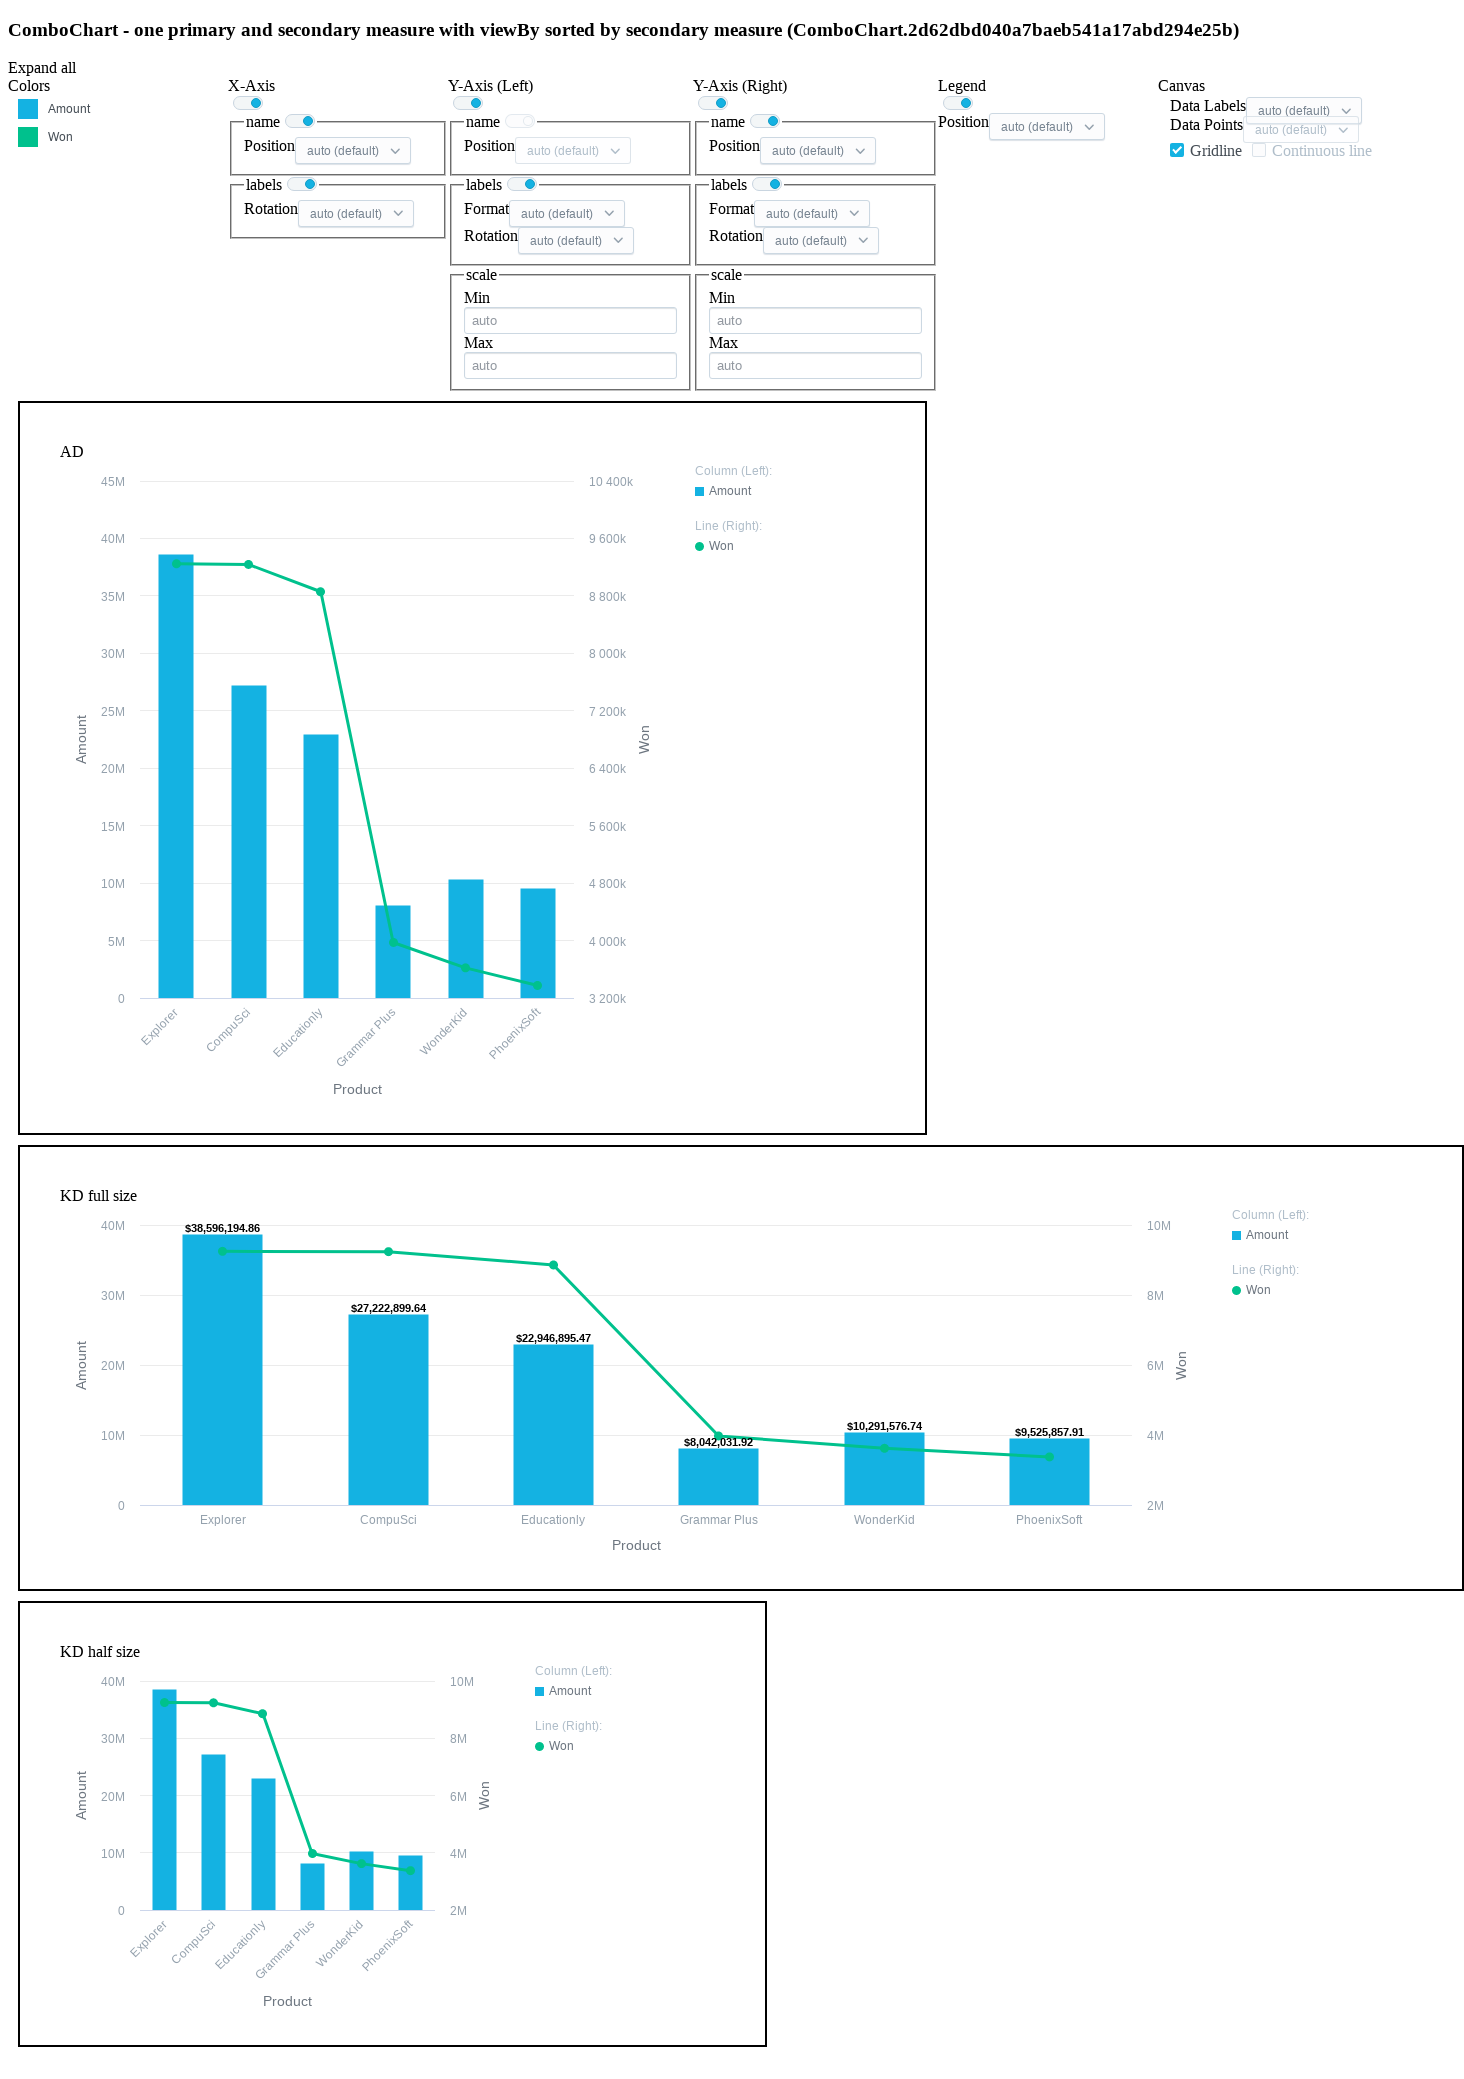 ComboChart - one primary and secondary measure with viewBy sorted by secondary measure (ComboChart.2d62dbd040a7baeb541a17abd294e25b)
Expand all
Colors
Amount
Won
X-Axis
name
Position auto (default)
labels
Rotation auto (default)
Y-Axis (Left)
name
Position auto (default)
labels
Format auto (default)
Rotation auto (default)
scale
Min
auto
Max
auto
Y-Axis (Right)
name
Position auto (default)
labels
Format auto (default)
Rotation auto (default)
scale
Min
auto
Max
auto
Legend
Position auto (default)
Canvas
Data Labels auto (default)
Data Points auto (default)
Gridline Continuous line
AD
45M
40M
35M
30M
25M
20M
15M
10M
5M
0
Amount
10 400k
9 600k
8 800k
8 000k
7 200k
6 400k
5 600k
4 800k
4 000k
3 200k
Won
Explorer
CompuSci
Educationly
Grammar Plus
WonderKid
PhoenixSoft
Product
Column (Left):
Amount
Line (Right):
Won
KD full size
40M
30M
20M
10M
0
Amount
$38,596,194.86
$27,222,899.64
$22,946,895.47
$8,042,031.92
$10,291,576.74
$9,525,857.91
10M
8M
6M
4M
2M
Won
Explorer
CompuSci
Educationly
Grammar Plus
WonderKid
PhoenixSoft
Product
Column (Left):
Amount
Line (Right):
Won
KD half size
40M
30M
20M
10M
0
Amount
10M
8M
6M
4M
2M
Won
Explorer
CompuSci
Educationly
Grammar Plus
WonderKid
PhoenixSoft
Product
Column (Left):
Amount
Line (Right):
Won